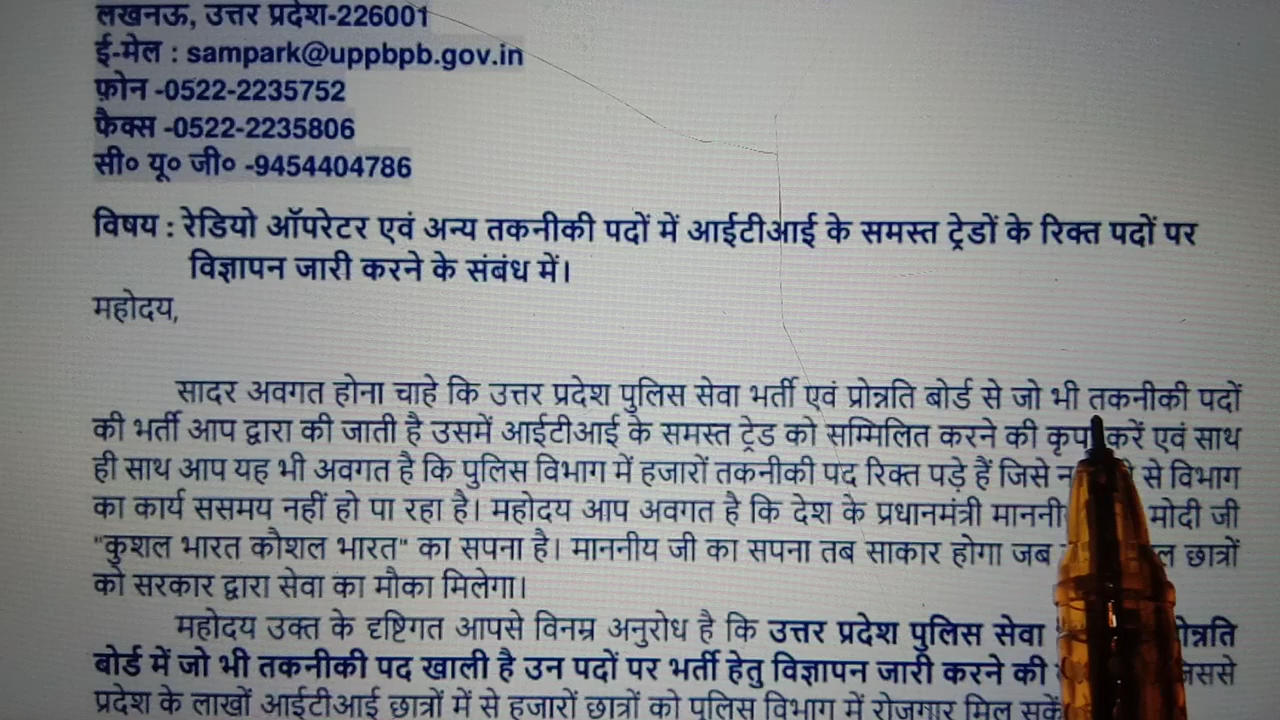 लखनऊ, उत्तर प्रदेश-226001
ई-मेल : sampark@uppbpb.gov.in
फ़ोन -0522-2235752
फैक्स -0522-2235806
सी० यू० जी० -9454404786
विषय : रेडियो ऑपरेटर एवं अन्य तकनीकी पदों में आईटीआई के समस्त ट्रेडों के रिक्त पदों पर
विज्ञापन जारी करने के संबंध में।
महोदय,
सादर अवगत होना चाहे कि उत्तर प्रदेश पुलिस सेवा भर्ती एवं प्रोन्नति बोर्ड से जो भी तकनीकी पदों
की भर्ती आप द्वारा की जाती है उसमें आईटीआई के समस्त ट्रेड को सम्मिलित करने की करें एवं साथ
ही साथ आप यह भी अवगत है कि पुलिस विभाग में हजारों तकनीकी पद रिक्त पड़े हैं जिसे से विभाग
का कार्य ससमय नहीं हो पा रहा है। महोदय आप अवगत है कि देश के प्रधानमंत्री मोदी जी
"कुशल भारत कौशल भारत" का सपना है। माननीय जी का सपना तब साकार होगा जब छात्रों
को सरकार द्वारा सेवा का मौका मिलेगा।
महोदय उक्त के दृष्टिगत आपसे विनम्र अनुरोध है कि उत्तर प्रदेश पुलिस सेवा
बोर्ड में जो भी तकनीकी पद खाली है उन पदों पर भर्ती हेतु विज्ञापन जारी करने की
प्रदेश के लाखों आईटीआई छात्रों में से हजारों छात्रों को पुलिस विभाग में रोजगार मिल